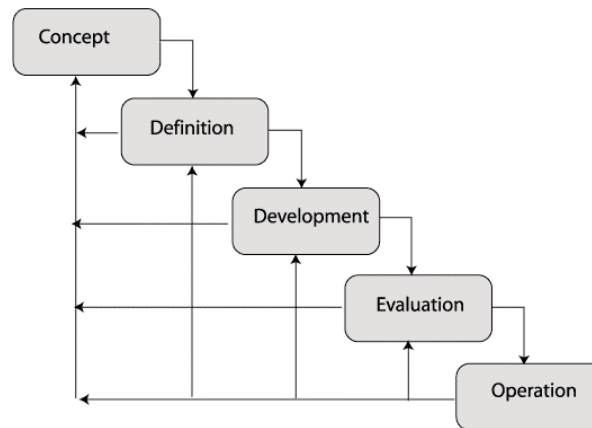 Concept
Definition
Development
Evaluation
Operation